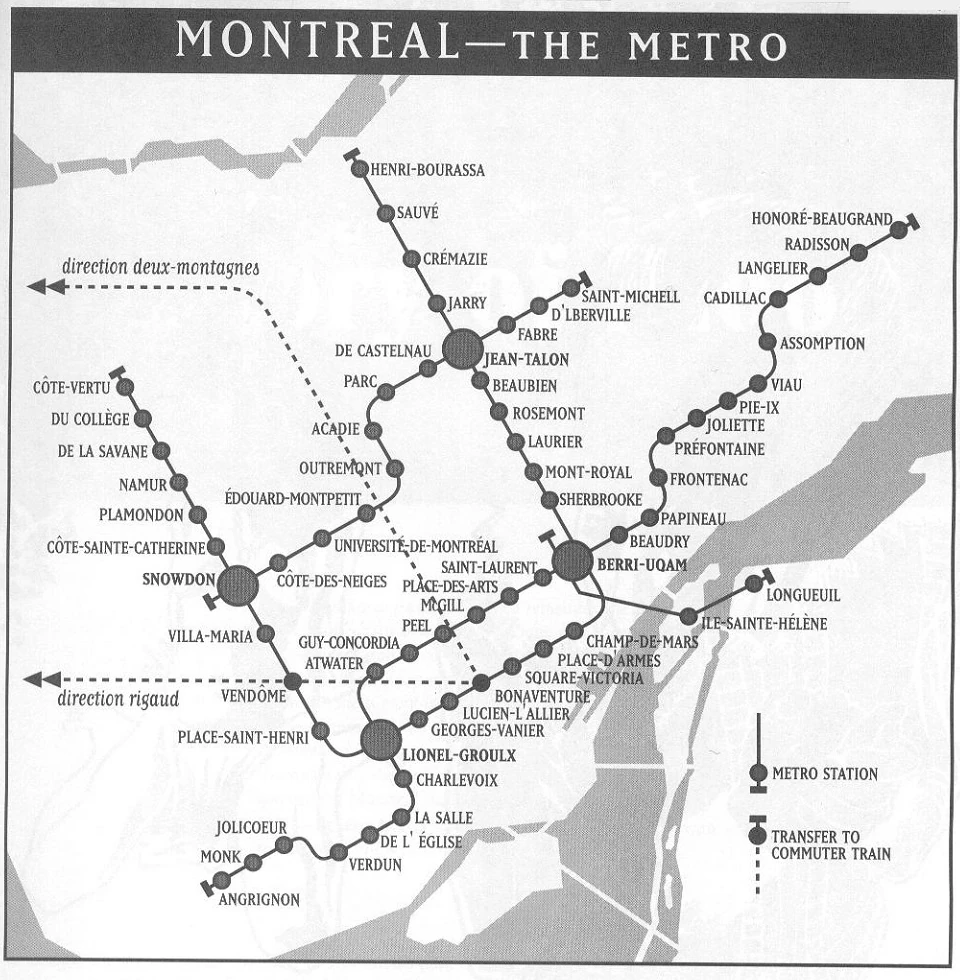 MONTREAL—THE METRO
HENRI-BOURASSA
SAUVÉ
CRÉMAZIE
JARRY
HONORÉ-BEAUGRAND
RADISSON
LANGELIER
CADILLAC
ASSOMPTION
VIAU
PIE-IX
JOLIETTE
PRÉFONTAINE
FRONTENAC
PAPINEAU
BEAUDRY
direction deux-montagnes
SAINT-MICHELL
D'LBERVILLE
FABRE
JEAN-TALON
DE CASTELNAU
PARC
ACADIE
OUTREMONT
ÉDOUARD-MONTPETIT
UNIVERSITÉ-DE-MONTRÉAL
CÔTE-DES-NEIGES
BEAUBIEN
ROSEMONT
LAURIER
MONT-ROYAL
SHERBROOKE
BERRI-UQAM
CÔTE-VERTU
DU COLLÈGE
DE LA SAVANE
NAMUR
PLAMONDON
CÔTE-SAINTE-CATHERINE
SNOWDON
VILLA-MARIA
VENDÔME
PLACE-SAINT-HENRI
SAINT-LAURENT
PLACE-DES-ARTS
McGILL
PEEL
GUY-CONCORDIA
ATWATER
LONGUEUIL
ILE-SAINTE-HÉLÈNE
CHAMP-DE-MARS
PLACE-D'ARMES
SQUARE-VICTORIA
BONAVENTURE
LUCIEN-L'ALLIER
GEORGES-VANIER
direction rigaud
LIONEL-GROULX
CHARLEVOIX
LA SALLE
DE L' ÉGLISE
VERDUN
JOLICOEUR
MONK
ANGRIGNON
METRO STATION
TRANSFER TO
COMMUTER TRAIN